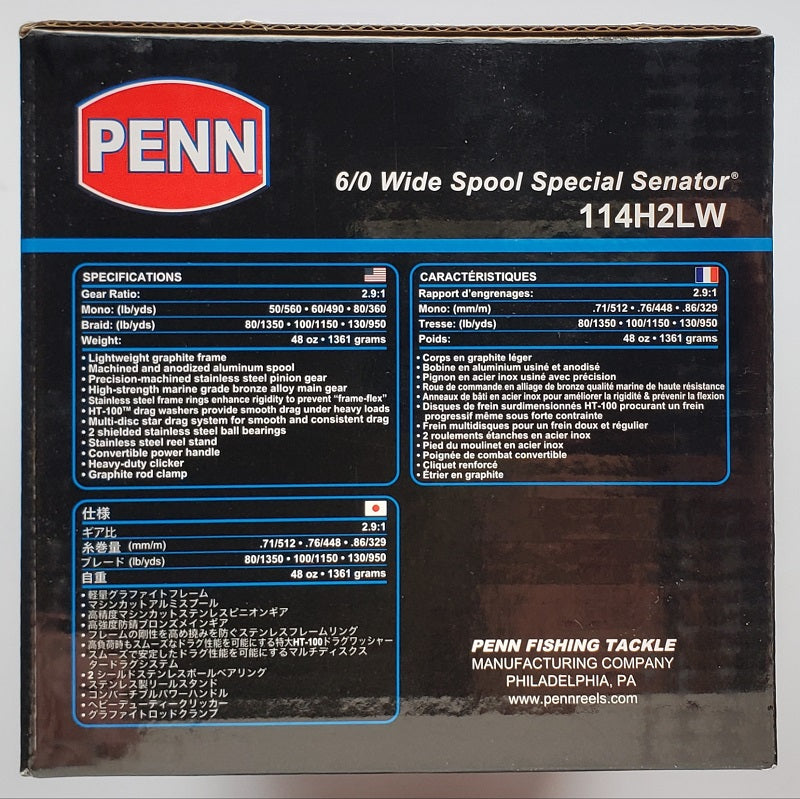 PENN
6/0 Wide Spool Special Senator®
114H2LW
SPECIFICATIONS
Gear Ratio: 2.9:1
Mono: (lb/yds) 50/560 • 60/490 • 80/360
Braid: (lb/yds) 80/1350 • 100/1150 • 130/950
Weight: 48 oz • 1361 grams
• Lightweight graphite frame
• Machined and anodized aluminum spool
• Precision-machined stainless steel pinion gear
• High-strength marine grade bronze alloy main gear
• Stainless steel frame rings enhance rigidity to prevent “frame-flex”
• HT-100™ drag washers provide smooth drag under heavy loads
• Multi-disc star drag system for smooth and consistent drag
• 2 shielded stainless steel ball bearings
• Stainless steel reel stand
• Convertible power handle
• Heavy-duty clicker
• Graphite rod clamp
CARACTÉRISTIQUES
Rapport d'engrenages: 2.9:1
Mono: (mm/m) .71/512 • .76/448 • .86/329
Tresse: (lb/yds) 80/1350 • 100/1150 • 130/950
Poids: 48 oz • 1361 grams
• Corps en graphite léger
• Bobine en aluminium usiné et anodisé
• Pignon en acier inox usiné avec précision
• Roue de commande en alliage de bronze qualité marine de haute résistance
• Anneaux de bâti en acier inox pour améliorer la rigidité & prévenir la flexion
• Disques de frein surdimensionnés HT-100 procurant un frein
progressif même sous forte contrainte
• Frein multidisques pour un frein doux et régulier
• 2 roulements étanches en acier inox
• Pied du moulinet en acier inox
• Poignée de combat convertible
• Cliquet renforcé
• Étrier en graphite
仕様
ギア比 2.9:1
糸巻量 (mm/m) .71/512 • .76/448 • .86/329
ブレード (lb/yds) 80/1350 • 100/1150 • 130/950
自重 48 oz • 1361 grams
• 軽量グラファイトフレーム
• マシンカットアルミスプール
• 高精度マシンカットステンレスピニオンギア
• 高強度防錆ブロンズメインギア
• フレームの剛性を高め撓みを防ぐステンレスフレームリング
• 高負荷時もスムーズなドラグ性能を可能にする特大HT-100ドラグワッシャー
• スムーズで安定したドラグ性能を可能にするマルチディスクス
タードラグシステム
• 2 シールドステンレスボールベアリング
• ステンレス製リールスタンド
• コンバーチブルパワーハンドル
• ヘビーデューティークリッカー
• グラファイトロッドクランプ
PENN FISHING TACKLE
MANUFACTURING COMPANY
PHILADELPHIA, PA
www.pennreels.com